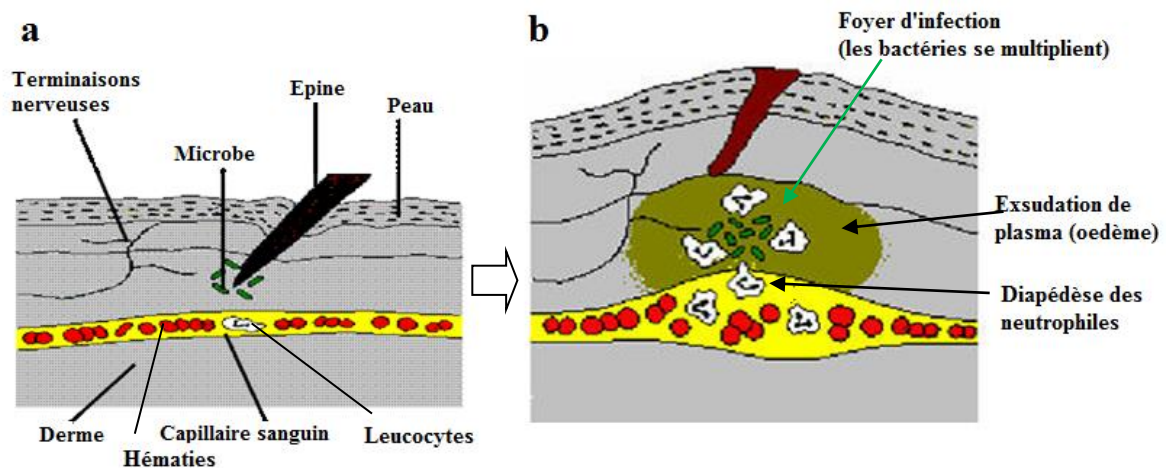 a
Terminaisons
nerveuses
Epine
Peau
Microbe
Derme
Capillaire sanguin
Leucocytes
Hématies
b
Foyer d'infection
(les bactéries se multiplient)
Exsudation de
plasma (oedème)
Diapédèse des
neutrophiles